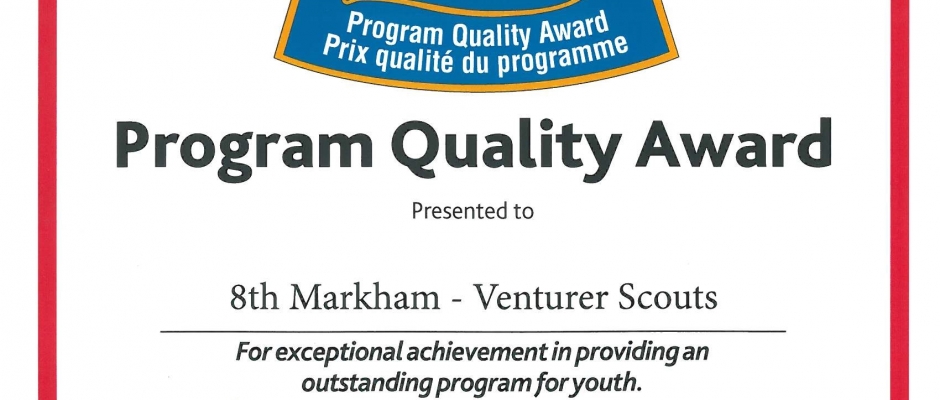 Program Quality Award
Prix qualité du programme
Program Quality Award
Presented to
8th Markham - Venturer Scouts
For exceptional achievement in providing an
outstanding program for youth.